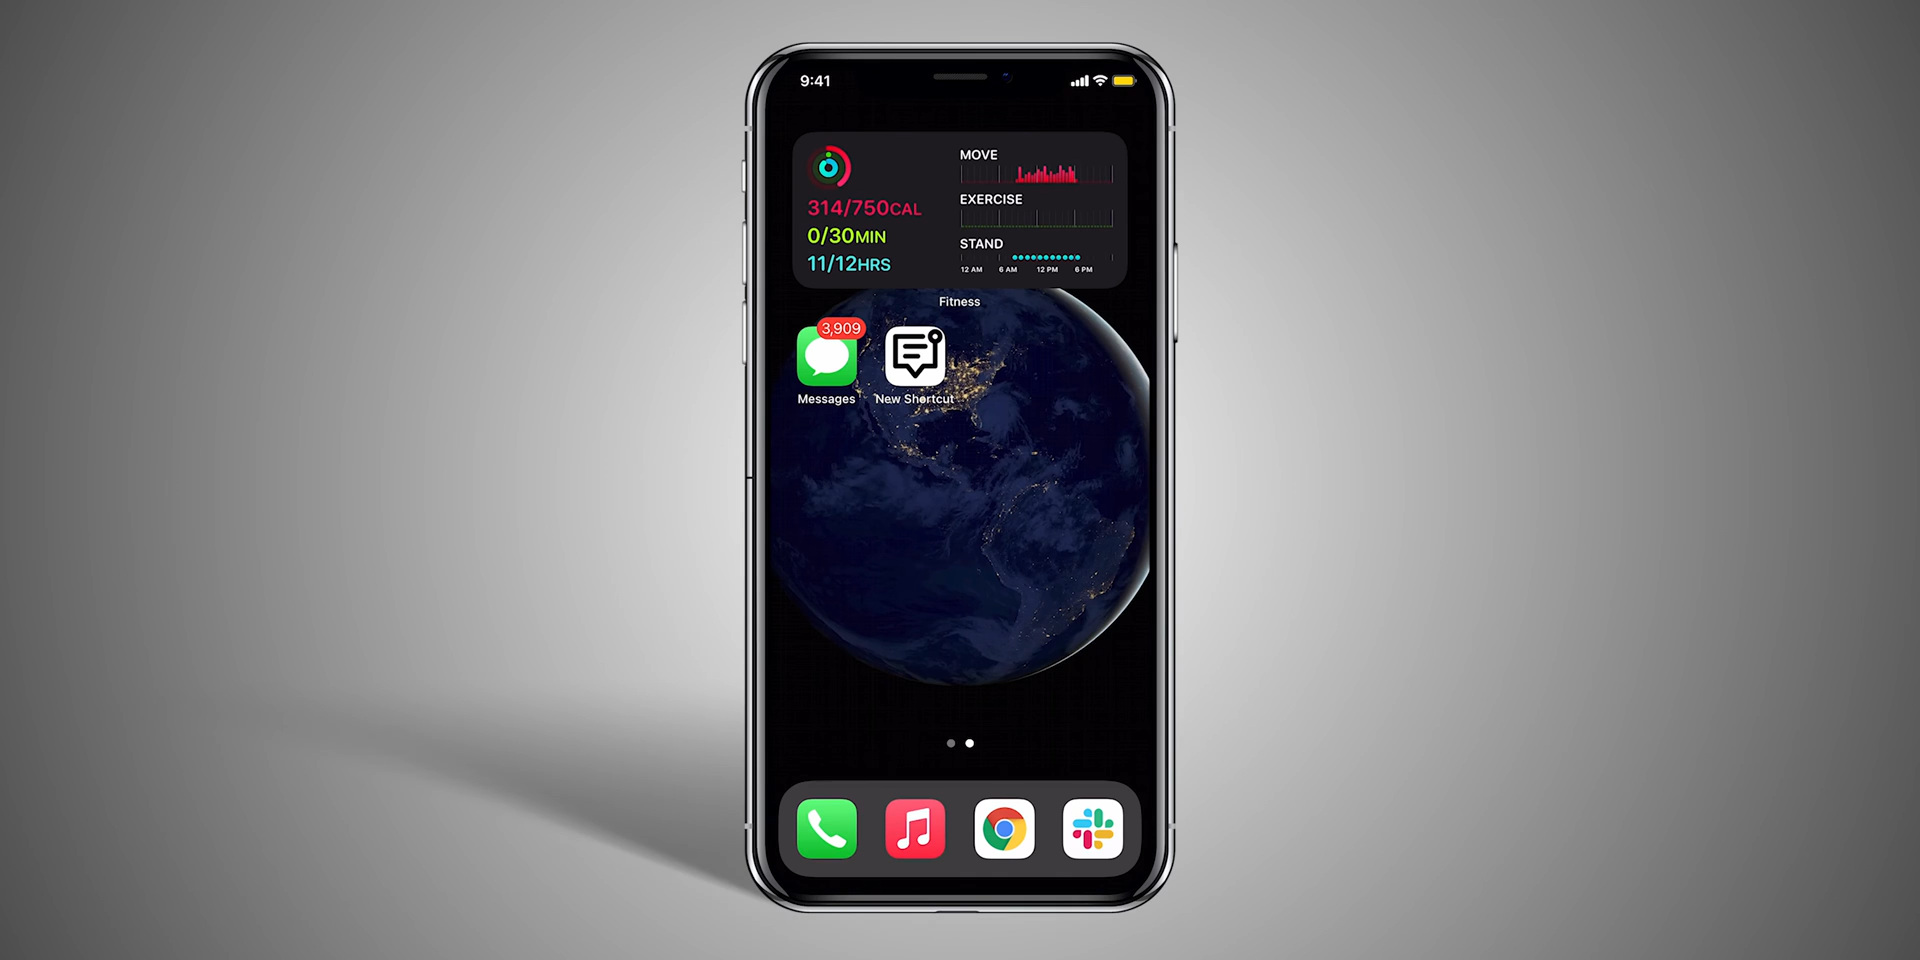 9:41
MOVE
314/750CAL
0/30MIN
11/12HRS
EXERCISE
STAND
12 AM 6 AM 12 PM 6 PM
Fitness
3,909
Messages New Shortcut